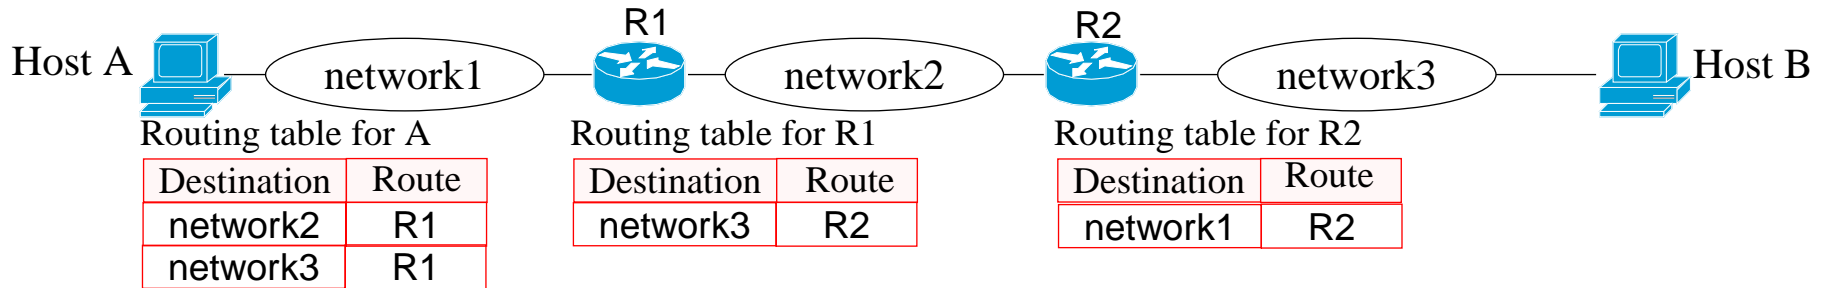 R1 R2
Host A network1 network2 network3 Host B
Routing table for A Routing table for R1 Routing table for R2
Destination Route Destination Route Destination Route
network2 R1 network3 R2 network1 R2
network3 R1